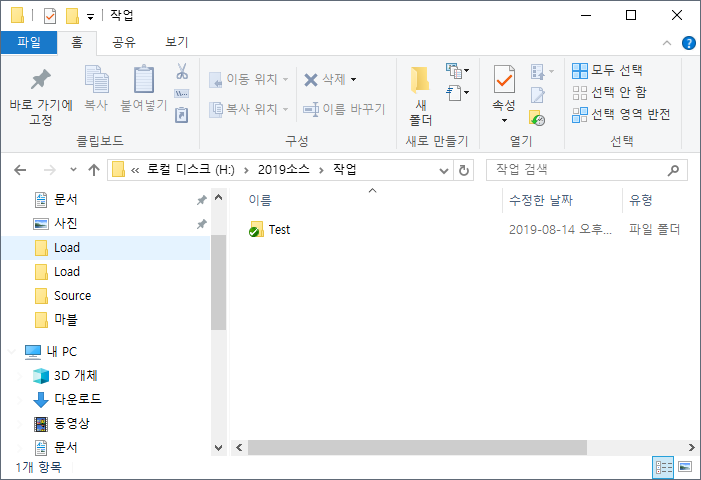 작업
파일 홈 공유 보기
바로 가기에
고정
복사
붙여넣기
클립보드
이동 위치
복사 위치
삭제
이름 바꾸기
구성
새
폴더
새로 만들기
속성
열기
모두 선택
선택 안 함
선택 영역 반전
선택
« 로컬 디스크 (H:) > 2019소스 > 작업
작업 검색
문서
사진
Load
Load
Source
마블
내 PC
3D 개체
다운로드
동영상
문서
이름 수정한 날짜 유형
Test 2019-08-14 오후... 파일 폴더
1개 항목